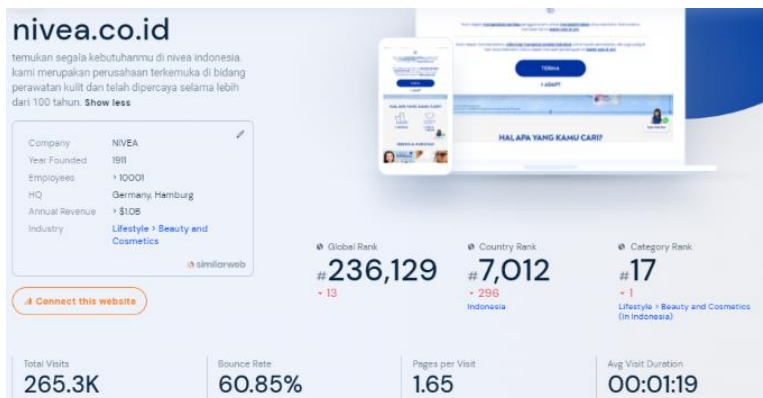 nivea.co.id
temukan segala kebutuhanmu di nivea indonesia.
kami merupakan perusahaan terkemuka di bidang
perawatan kulit dan telah dipercaya selama lebih
dari 100 tahun. Show less
Company NIVEA
Year Founded 1911
Employees > 10001
HQ Germany, Hamburg
Annual Revenue > $1.0B
Industry Lifestyle > Beauty and
Cosmetics
similarweb
Connect this website
TERIMA
ADAPT
HAI, APA YANG KAMU CARI?
Global Rank
#236,129
13
Country Rank
#7,012
296
Indonesia
Category Rank
#17
1
Lifestyle > Beauty and Cosmetics
(In Indonesia)
Total Visits
265.3K
Bounce Rate
60.85%
Pages per Visit
1.65
Avg Visit Duration
00:01:19